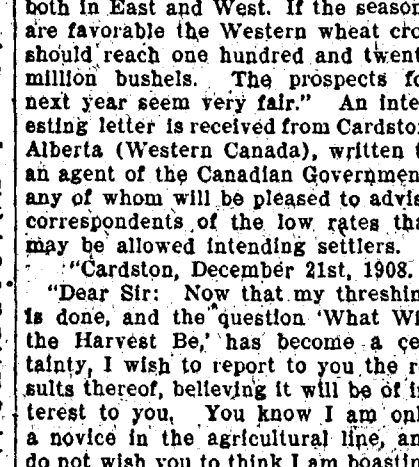 both in East and West. If the season
are favorable the Western wheat cro
should reach one hundred and twent
million bushels. The prospects fo
next year seem very fair." An inte
esting letter is received from Cardsto
Alberta (Western Canada), written t
an agent of the Canadian Governmen
any of whom will be pleased to advis
correspondents of the low rates tha
may be allowed intending settlers.
"Cardston, December 21st, 1908.
"Dear Sir: Now that my threshin
is done, and the question 'What Wi
the Harvest Be,' has become a ce
tainty, I wish to report to you the r
sults thereof, believing it will be of i
terest to you. You know I am onl
a novice in the agricultural line, an
do not wish you to think I am boastin